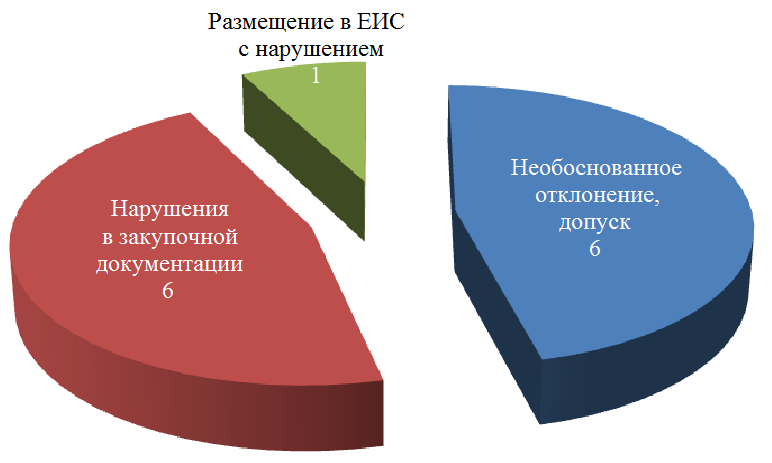 Размещение в ЕИС
с нарушением
1
Необоснованное
отклонение,
допуск
6
Нарушения
в закупочной
документации
6